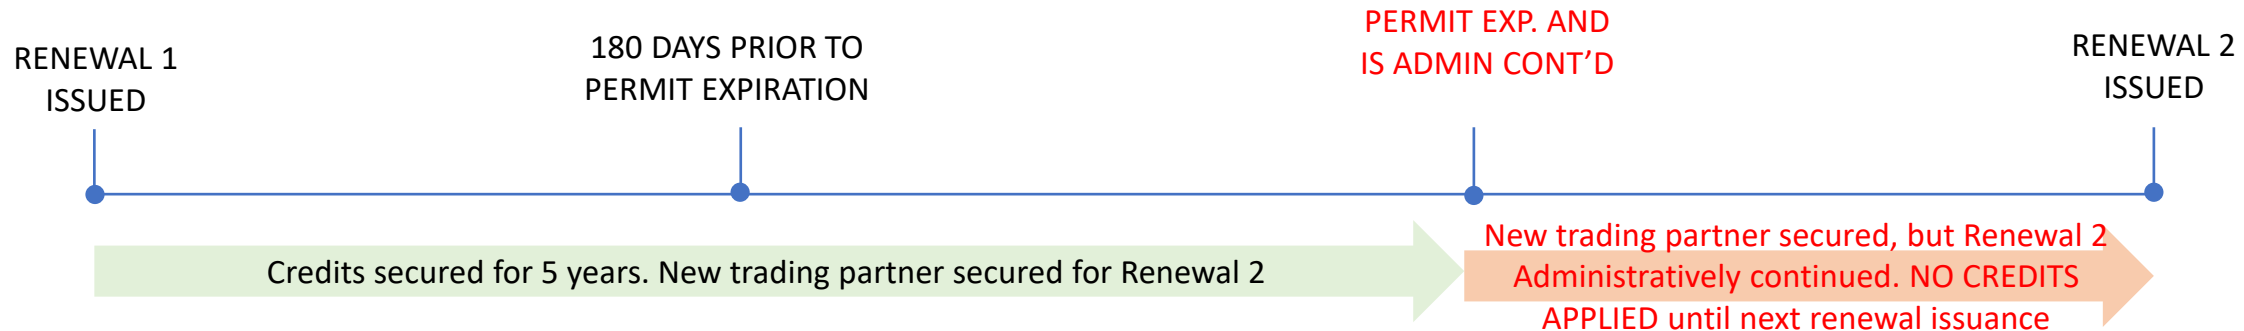 RENEWAL 1
ISSUED
180 DAYS PRIOR TO
PERMIT EXPIRATION
PERMIT EXP. AND
IS ADMIN CONT’D
RENEWAL 2
ISSUED
Credits secured for 5 years. New trading partner secured for Renewal 2
New trading partner secured, but Renewal 2
Administratively continued. NO CREDITS
APPLIED until next renewal issuance